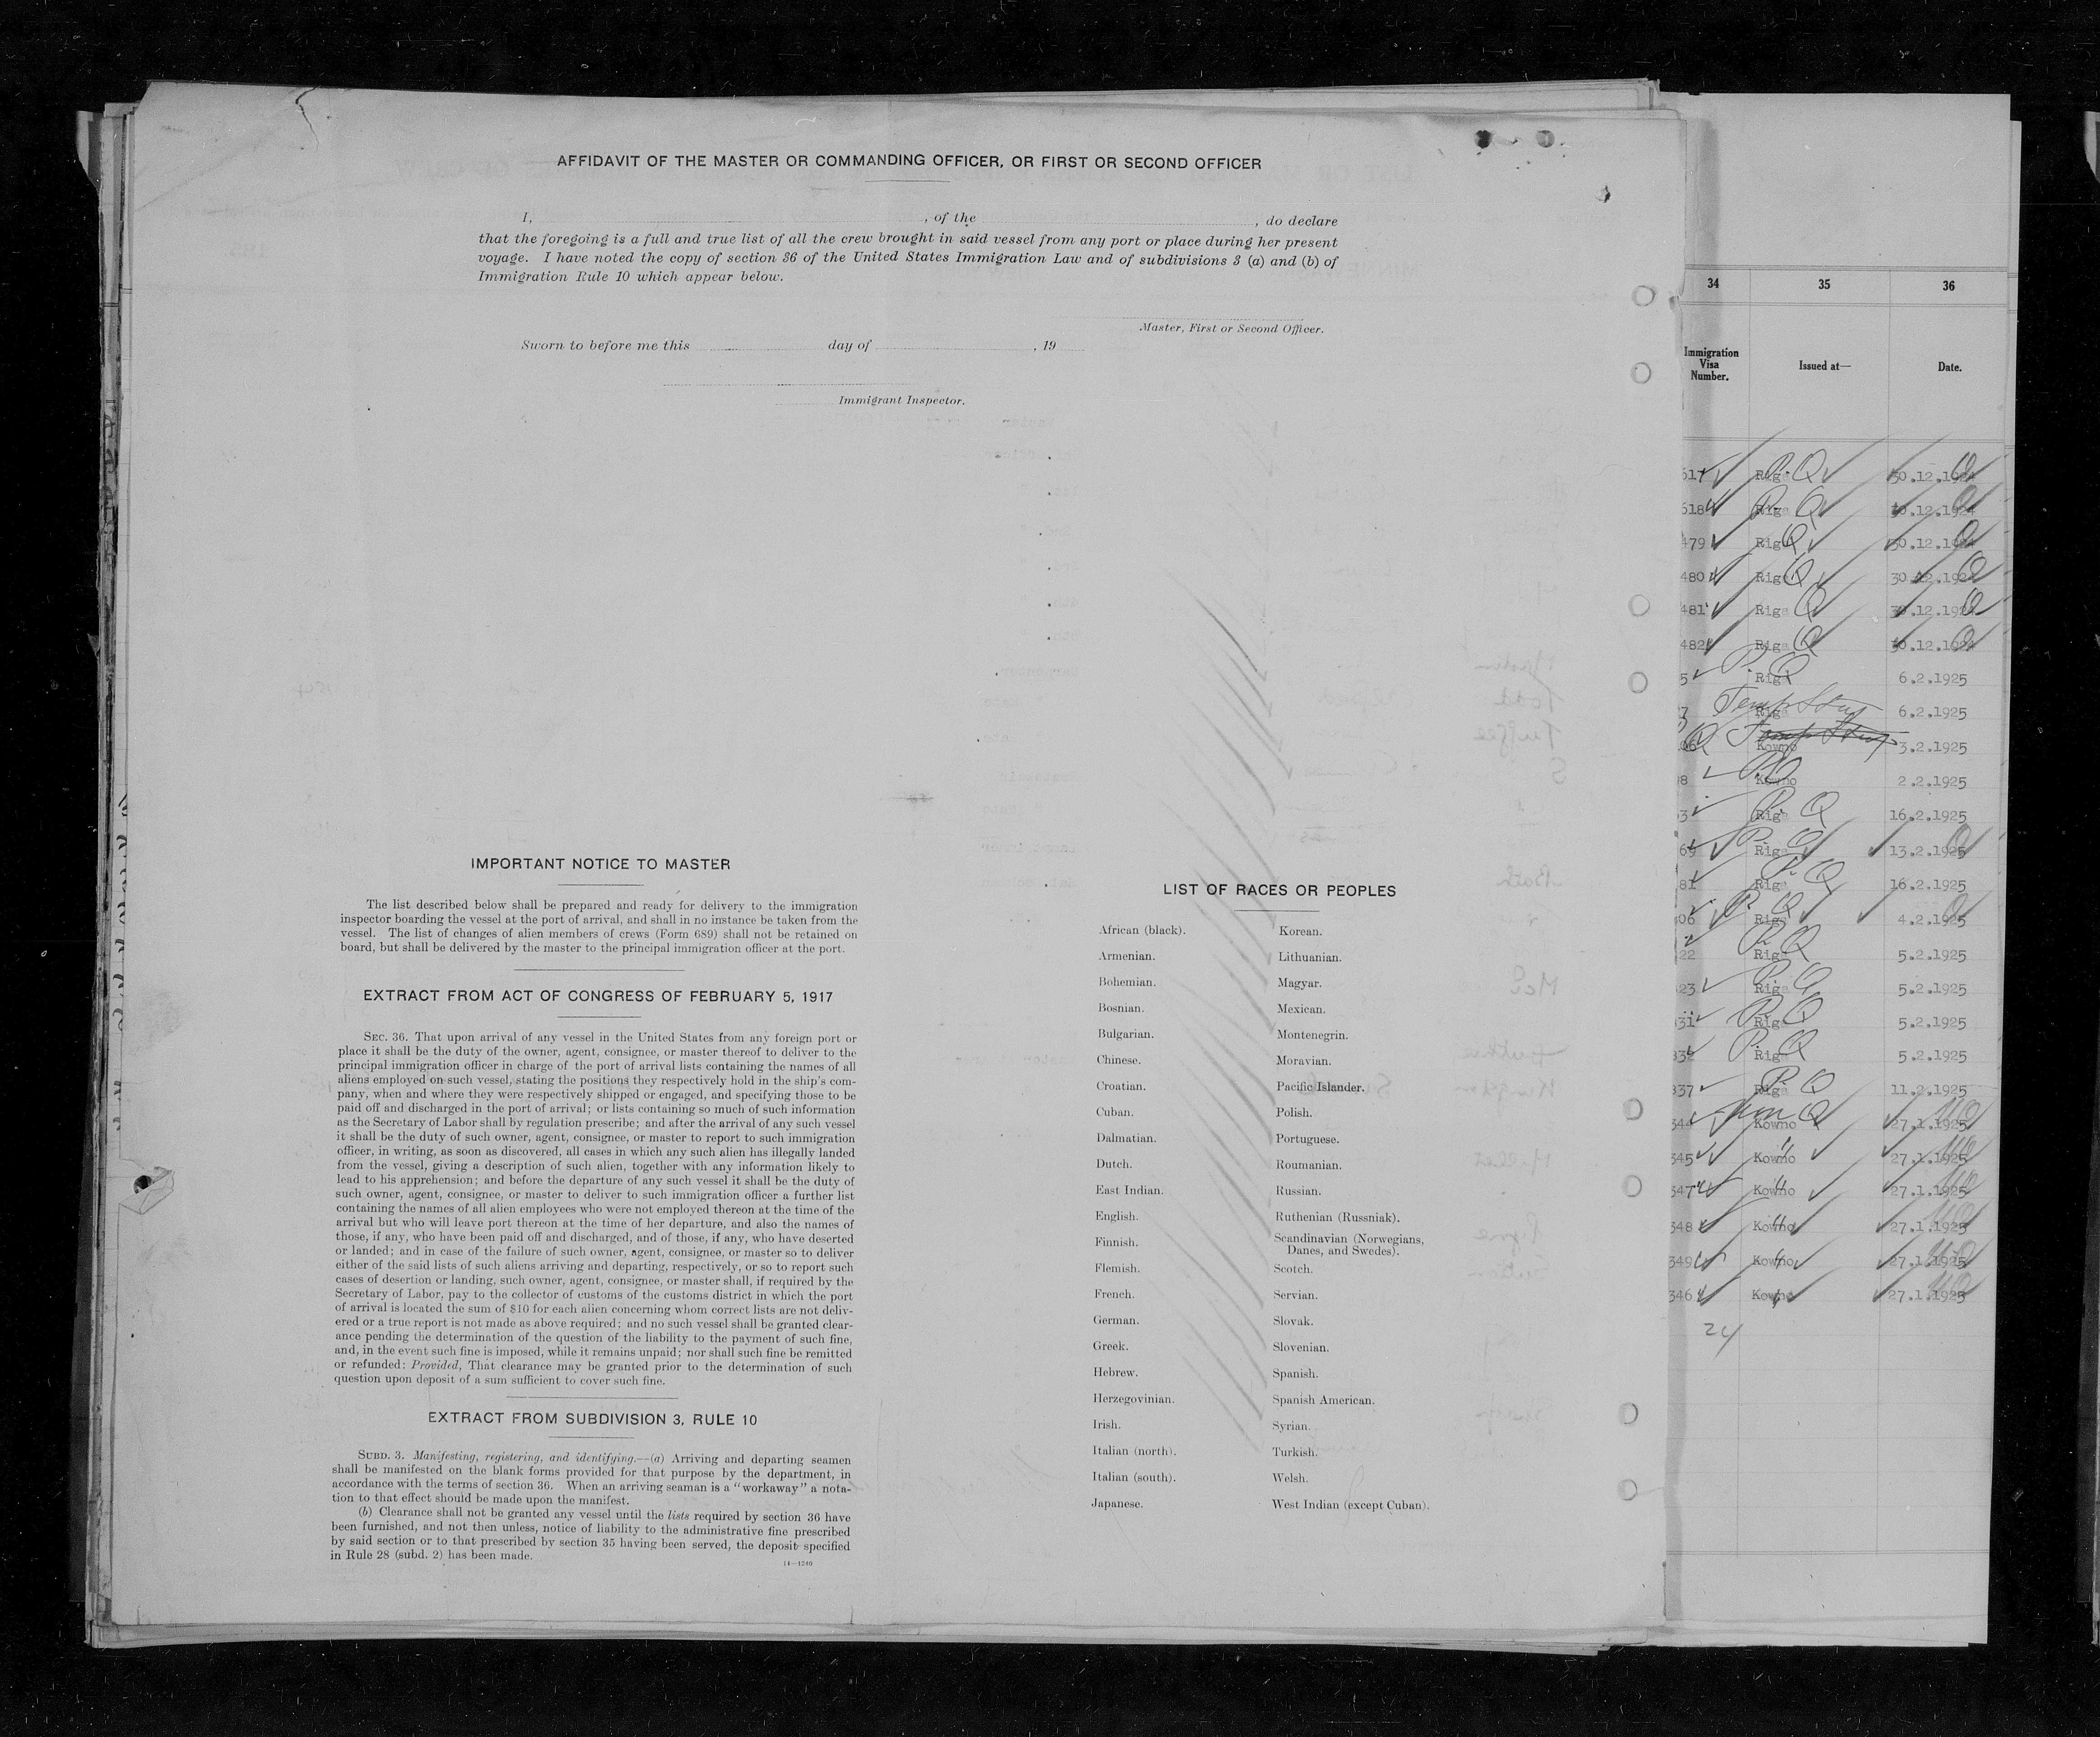 AFFIDAVIT OF THE MASTER OR COMMANDING OFFICER, OR FIRST OR SECOND OFFICER
I, , of the , do declare
that the foregoing is a full and true list of all the crew brought in said vessel from any port or place during her present
voyage. I have noted the copy of section 36 of the United States Immigration Law and of subdivisions 3 (a) and (b) of
Immigration Rule 10 which appear below.
Master, First or Second Officer.
Sworn to before me this day of , 19
Immigrant Inspector.
IMPORTANT NOTICE TO MASTER
The list described below shall be prepared and ready for delivery to the immigration
inspector boarding the vessel at the port of arrival, and shall in no instance be taken from the
vessel. The list of changes of alien members of crews (Form 689) shall not be retained on
board, but shall be delivered by the master to the principal immigration officer at the port.
EXTRACT FROM ACT OF CONGRESS OF FEBRUARY 5, 1917
SEC. 36. That upon arrival of any vessel in the United States from any foreign port or
place it shall be the duty of the owner, agent, consignee, or master thereof to deliver to the
principal immigration officer in charge of the port of arrival lists containing the names of all
aliens employed on such vessel, stating the positions they respectively hold in the ship's com-
pany, when and where they were respectively shipped or engaged, and specifying those to be
paid off and discharged in the port of arrival; or lists containing so much of such information
as the Secretary of Labor shall by regulation prescribe; and after the arrival of any such vessel
it shall be the duty of such owner, agent, consignee, or master to report to such immigration
officer, in writing, as soon as discovered, all cases in which any such alien has illegally landed
from the vessel, giving a description of such alien, together with any information likely to
lead to his apprehension; and before the departure of any such vessel it shall be the duty of
such owner, agent, consignee, or master to deliver to such immigration officer a further list
containing the names of all alien employees who were not employed thereon at the time of the
arrival but who will leave port thereon at the time of her departure, and also the names of
those, if any, who have been paid off and discharged, and of those, if any, who have deserted
or landed; and in case of the failure of such owner, agent, consignee, or master so to deliver
either of the said lists of such aliens arriving and departing, respectively, or so to report such
cases of desertion or landing, such owner, agent, consignee, or master shall, if required by the
Secretary of Labor, pay to the collector of customs of the customs district in which the port
of arrival is located the sum of $10 for each alien concerning whom correct lists are not deliv-
ered or a true report is not made as above required; and no such vessel shall be granted clear-
ance pending the determination of the question of the liability to the payment of such fine,
and, in the event such fine is imposed, while it remains unpaid; nor shall such fine be remitted
or refunded: Provided, That clearance may be granted prior to the determination of such
question upon deposit of a sum sufficient to cover such fine.
EXTRACT FROM SUBDIVISION 3, RULE 10
SUBD. 3. Manifesting, registering, and identifying.—(a) Arriving and departing seamen
shall be manifested on the blank forms provided for that purpose by the department, in
accordance with the terms of section 36. When an arriving seaman is a "workaway" a nota-
tion to that effect should be made upon the manifest.
(b) Clearance shall not be granted any vessel until the lists required by section 36 have
been furnished, and not then unless, notice of liability to the administrative fine prescribed
by said section or to that prescribed by section 35 having been served, the deposit specified
in Rule 28 (subd. 2) has been made.
14—1240
LIST OF RACES OR PEOPLES
African (black). Korean.
Armenian. Lithuanian.
Bohemian. Magyar.
Bosnian. Mexican.
Bulgarian. Montenegrin.
Chinese. Moravian.
Croatian. Pacific Islander.
Cuban. Polish.
Dalmatian. Portuguese.
Dutch. Roumanian.
East Indian. Russian.
English. Ruthenian (Russniak).
Finnish. Scandinavian (Norwegians,
Danes, and Swedes).
Flemish. Scotch.
French. Servian.
German. Slovak.
Greek. Slovenian.
Hebrew. Spanish.
Herzegovinian. Spanish American.
Irish. Syrian.
Italian (north). Turkish.
Italian (south). Welsh.
Japanese. West Indian (except Cuban).
34 35 36
Immigration
Visa
Number.
Issued at—
Date.
617 Riga Q 30.12.1924
618 Riga Q 30.12.1924
479 Riga Q 30.12.1924
480 Riga Q 30.12.1924
481 Riga Q 30.12.1924
482 Riga Q 30.12.1924
5 Riga P. Q 6.2.1925
7 Riga 6.2.1925
06 Kowno 3.2.1925
8 Kowno 2.2.1925
3 Riga P. Q 16.2.1925
69 Riga P. Q 13.2.1925
81 Riga P. Q 16.2.1925
06 Riga P. Q 4.2.1925
22 Riga P. Q 5.2.1925
23 Riga P. Q 5.2.1925
31 Riga P. Q 5.2.1925
332 Riga P. Q 5.2.1925
337 Riga P. Q 11.2.1925
344 Kowno Non Q 27.1.1925
345 Kowno " 27.1.1925
347 Kowno " 27.1.1925
348 Kowno " 27.1.1925
349 Kowno " 27.1.1925
346 Kowno " 27.1.1925
24